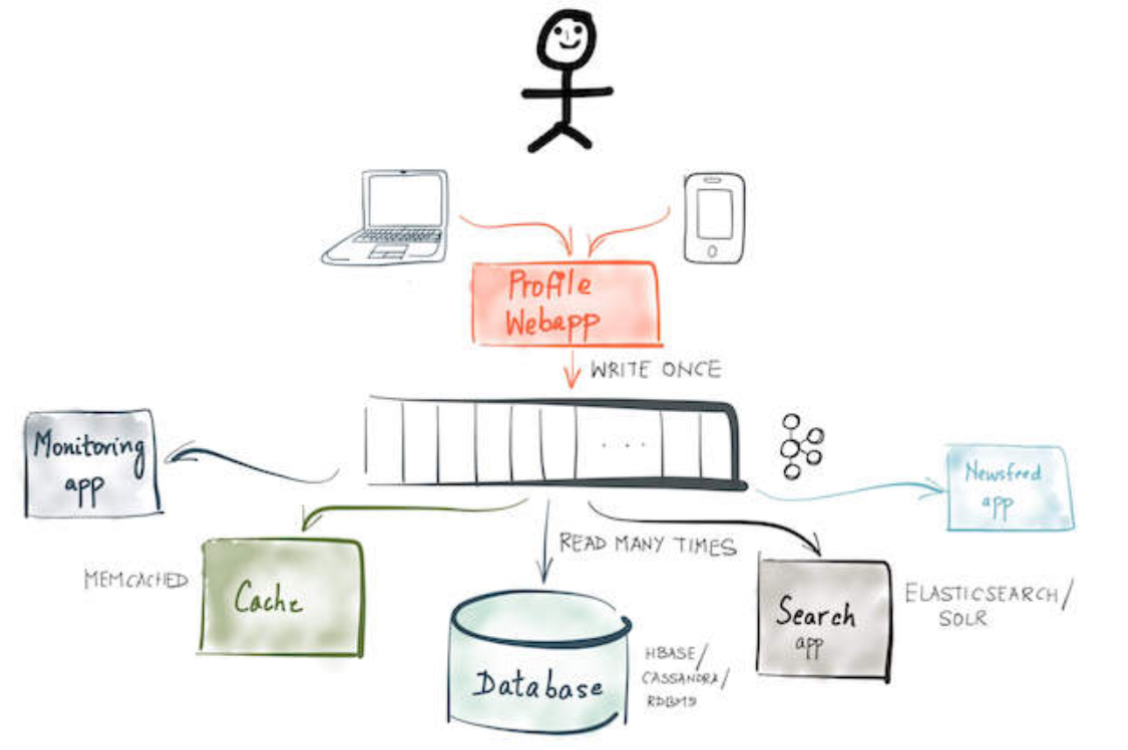 Profile
Webapp
WRITE ONCE
Monitoring
app
. . .
Newsfeed
app
READ MANY TIMES
MEMCACHED
Cache
Search
app
ELASTICSEARCH/
SOLR
Database
HBASE/
CASSANDRA/
RDBMS